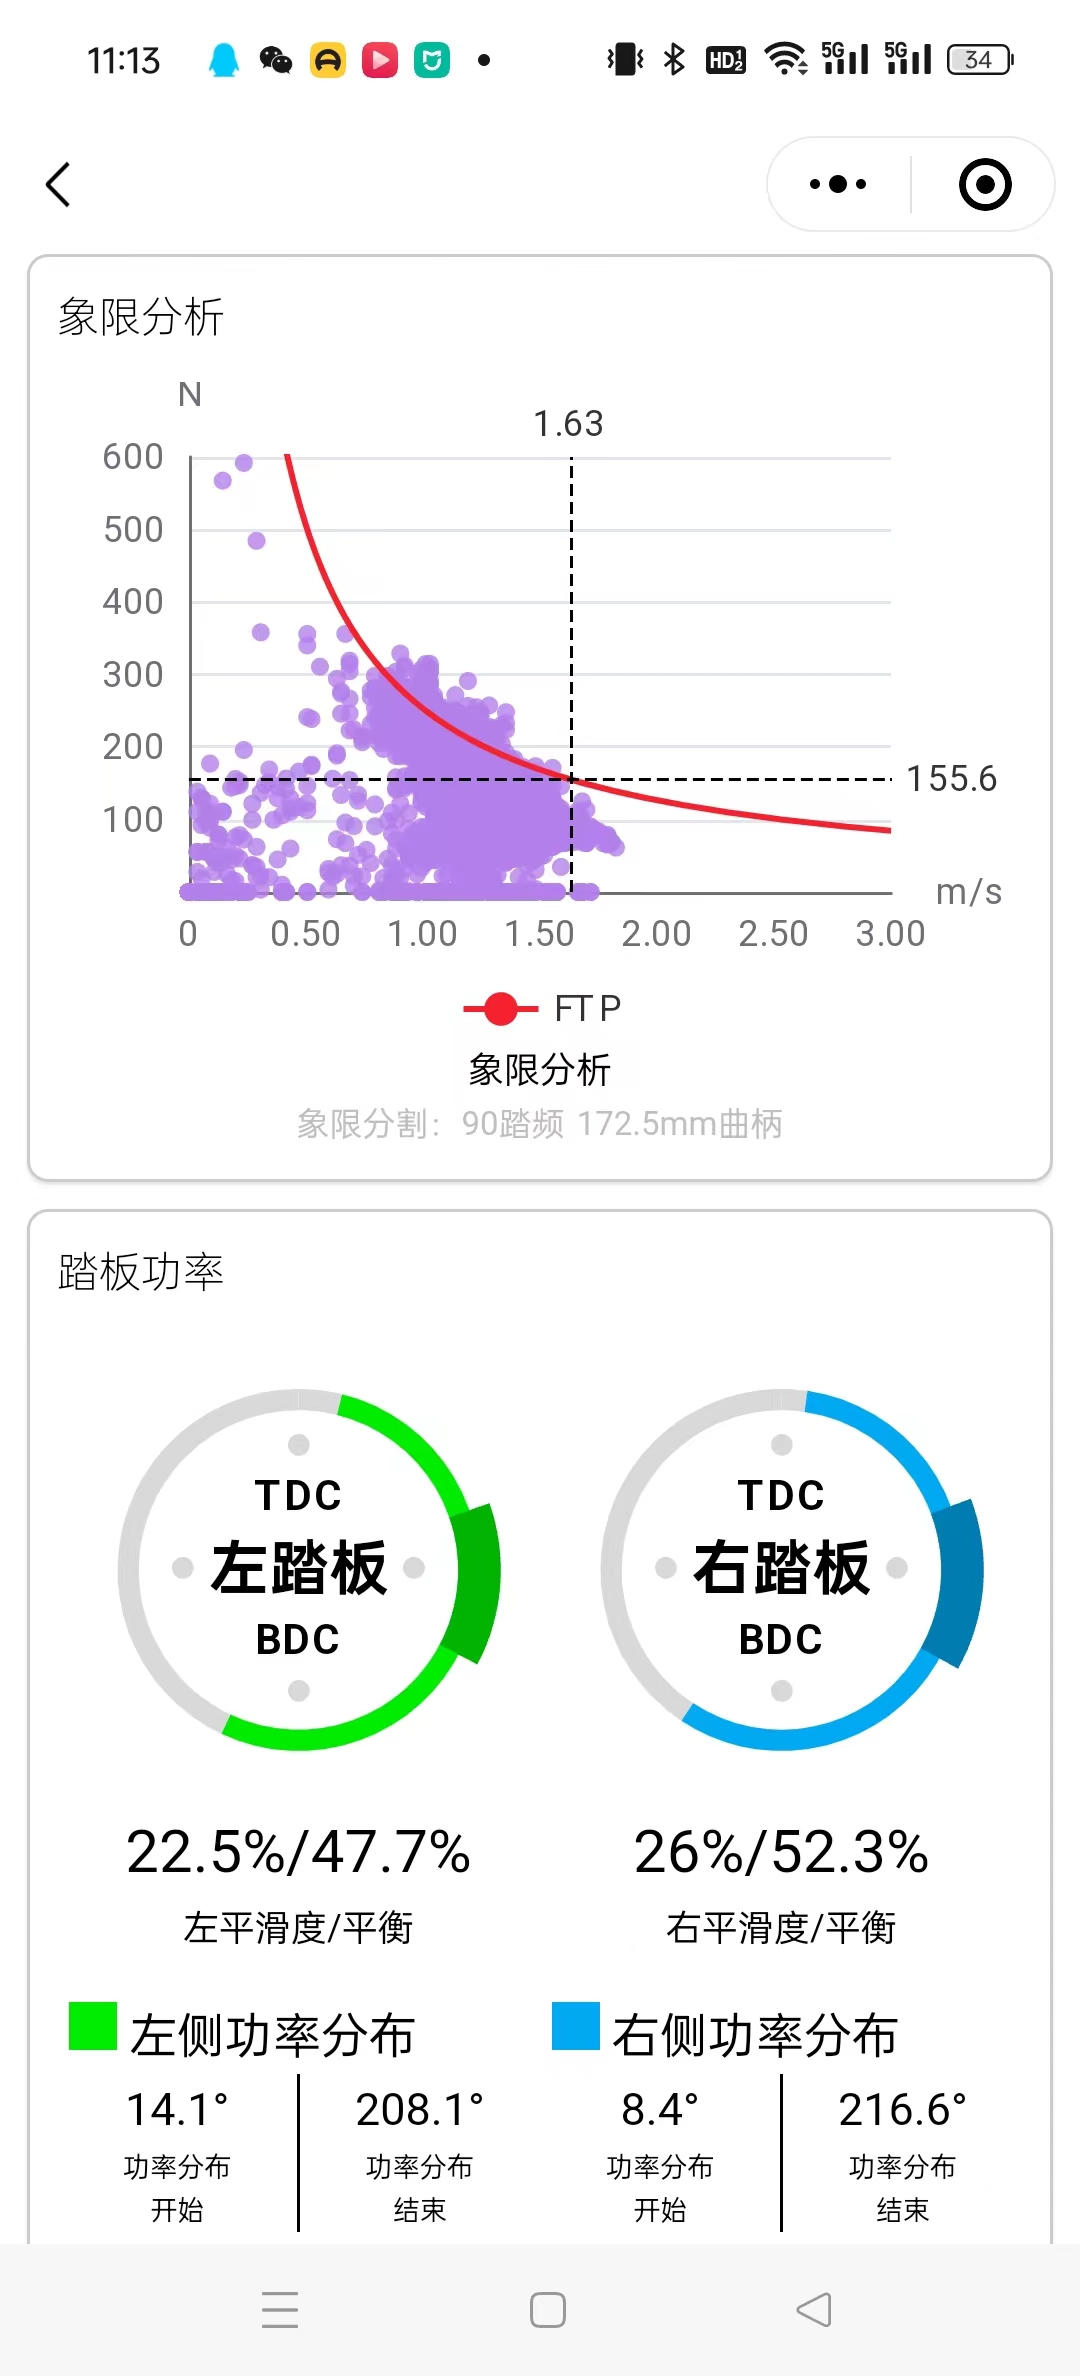 11:13
HD 1 2 5G 5G 34
象限分析
N
1.63
600
500
400
300
200
155.6
100
m/s
0 0.50 1.00 1.50 2.00 2.50 3.00
FTP
象限分析
象限分割：90踏频 172.5mm曲柄
踏板功率
TDC TDC
左踏板 右踏板
BDC BDC
22.5%/47.7% 26%/52.3%
左平滑度/平衡 右平滑度/平衡
左侧功率分布 右侧功率分布
14.1° 208.1° 8.4° 216.6°
功率分布 功率分布 功率分布 功率分布
开始 结束 开始 结束